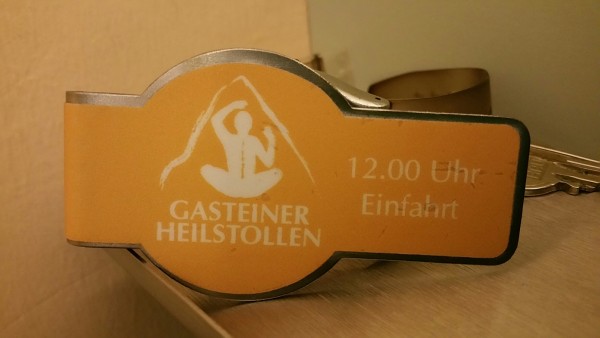 GASTEINER
HEILSTOLLEN
12.00 Uhr
Einfahrt